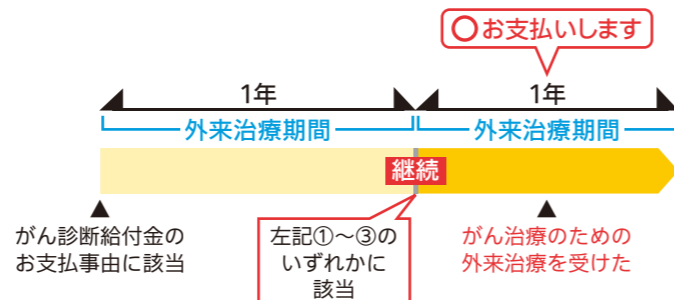 ○お支払いします
1年
1年
外来治療期間
外来治療期間
継続
がん診断給付金の
お支払事由に該当
左記①～③の
いずれかに
該当
がん治療のための
外来治療を受けた